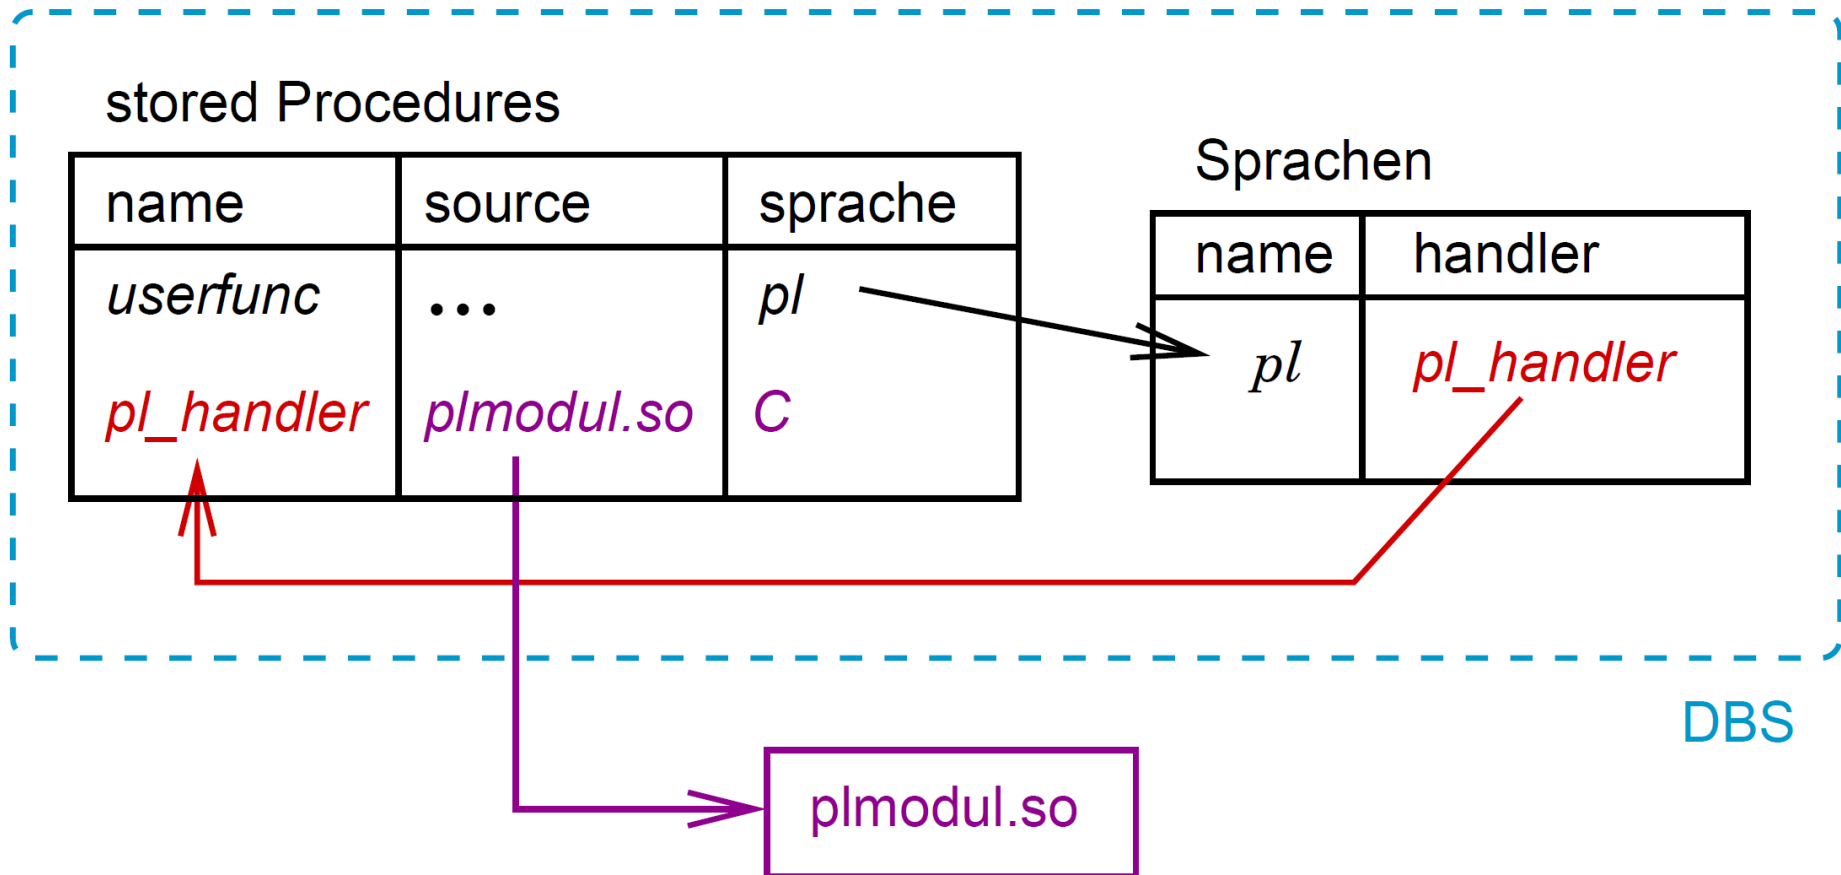 stored Procedures
name source sprache
userfunc ... pl
pl_handler plmodul.so C
Sprachen
name handler
pl pl_handler
DBS
plmodul.so